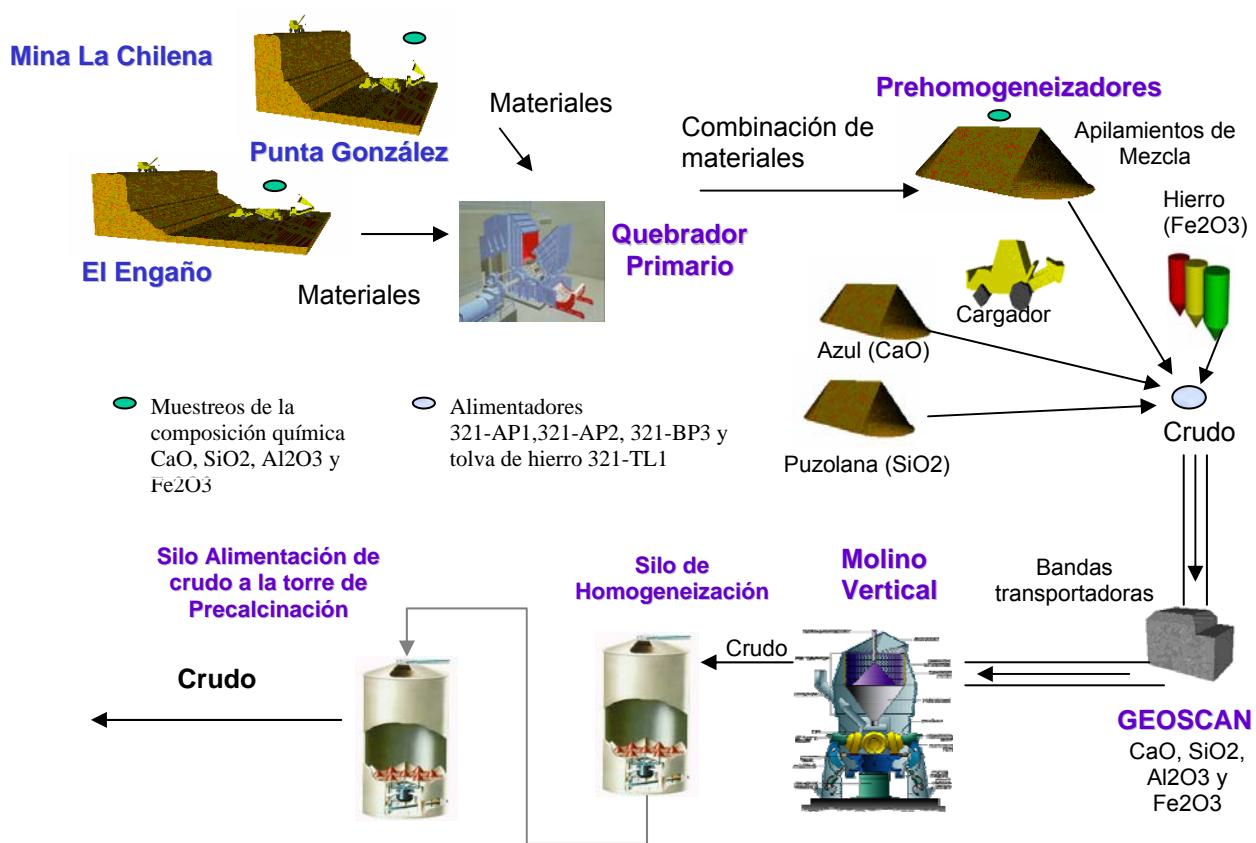 Mina La Chilena
Punta González
El Engaño
Materiales
Materiales
Quebrador
Primario
Combinación de
materiales
Prehomogeneizadores
Apilamientos de
Mezcla
Hierro
(Fe2O3)
Cargador
Azul (CaO)
Puzolana (SiO2)
Crudo
Muestreos de la
composición química
CaO, SiO2, Al2O3 y
Fe2O3
Alimentadores
321-AP1,321-AP2, 321-BP3 y
tolva de hierro 321-TL1
Bandas
transportadoras
GEOSCAN
CaO, SiO2,
Al2O3 y
Fe2O3
Molino
Vertical
Crudo
Silo de
Homogeneización
Silo Alimentación de
crudo a la torre de
Precalcinación
Crudo